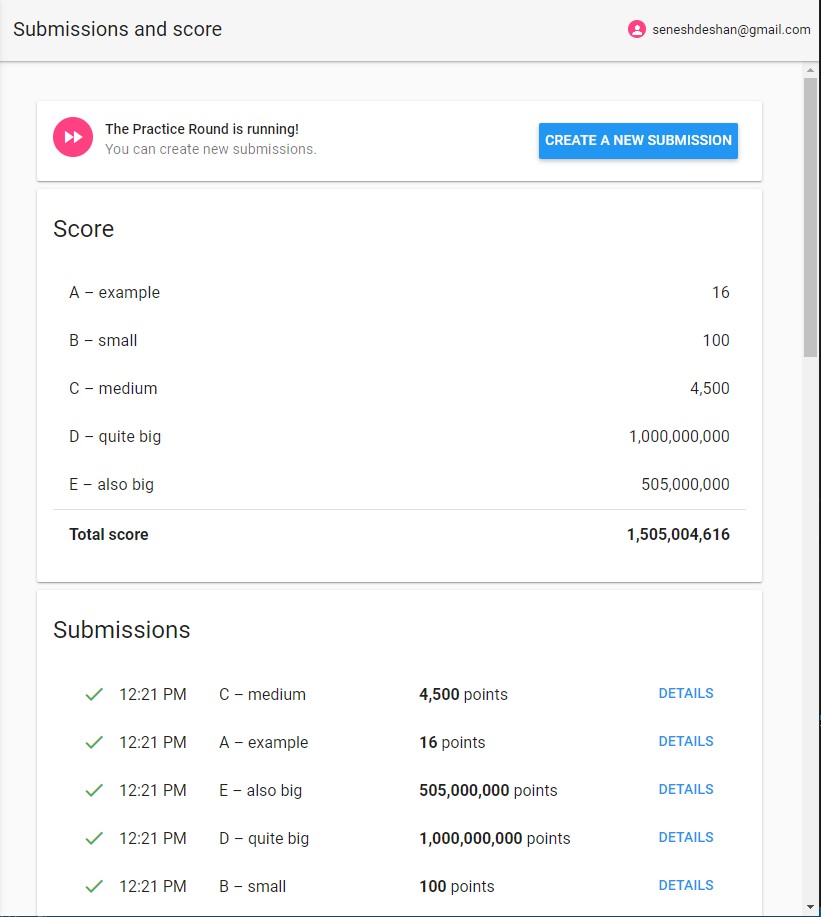 Submissions and score
seneshdeshan@gmail.com
The Practice Round is running!
You can create new submissions.
CREATE A NEW SUBMISSION
Score
A – example 16
B – small 100
C – medium 4,500
D – quite big 1,000,000,000
E – also big 505,000,000
Total score 1,505,004,616
Submissions
12:21 PM C – medium 4,500 points DETAILS
12:21 PM A – example 16 points DETAILS
12:21 PM E – also big 505,000,000 points DETAILS
12:21 PM D – quite big 1,000,000,000 points DETAILS
12:21 PM B – small 100 points DETAILS